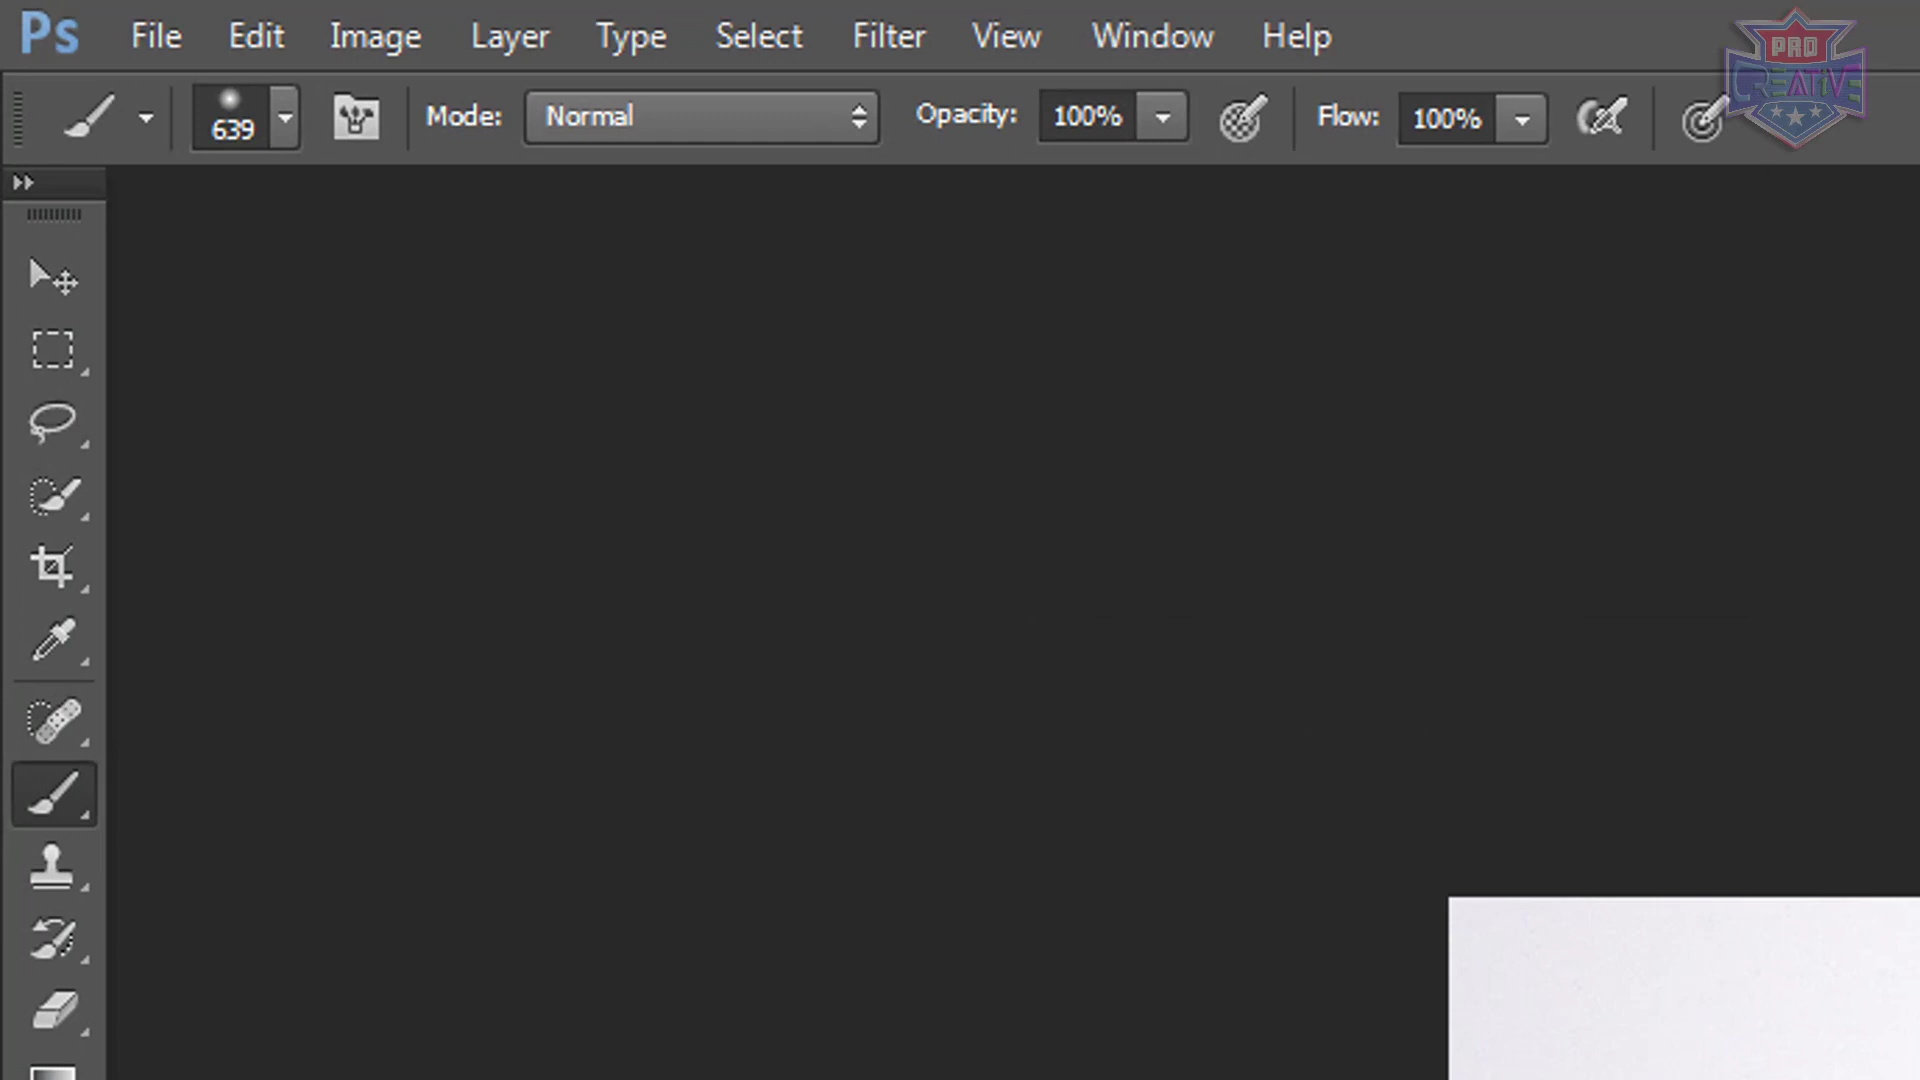 Ps File Edit Image Layer Type Select Filter View Window Help
PRO
CREATIVE
639 Mode: Normal Opacity: 100% Flow: 100%